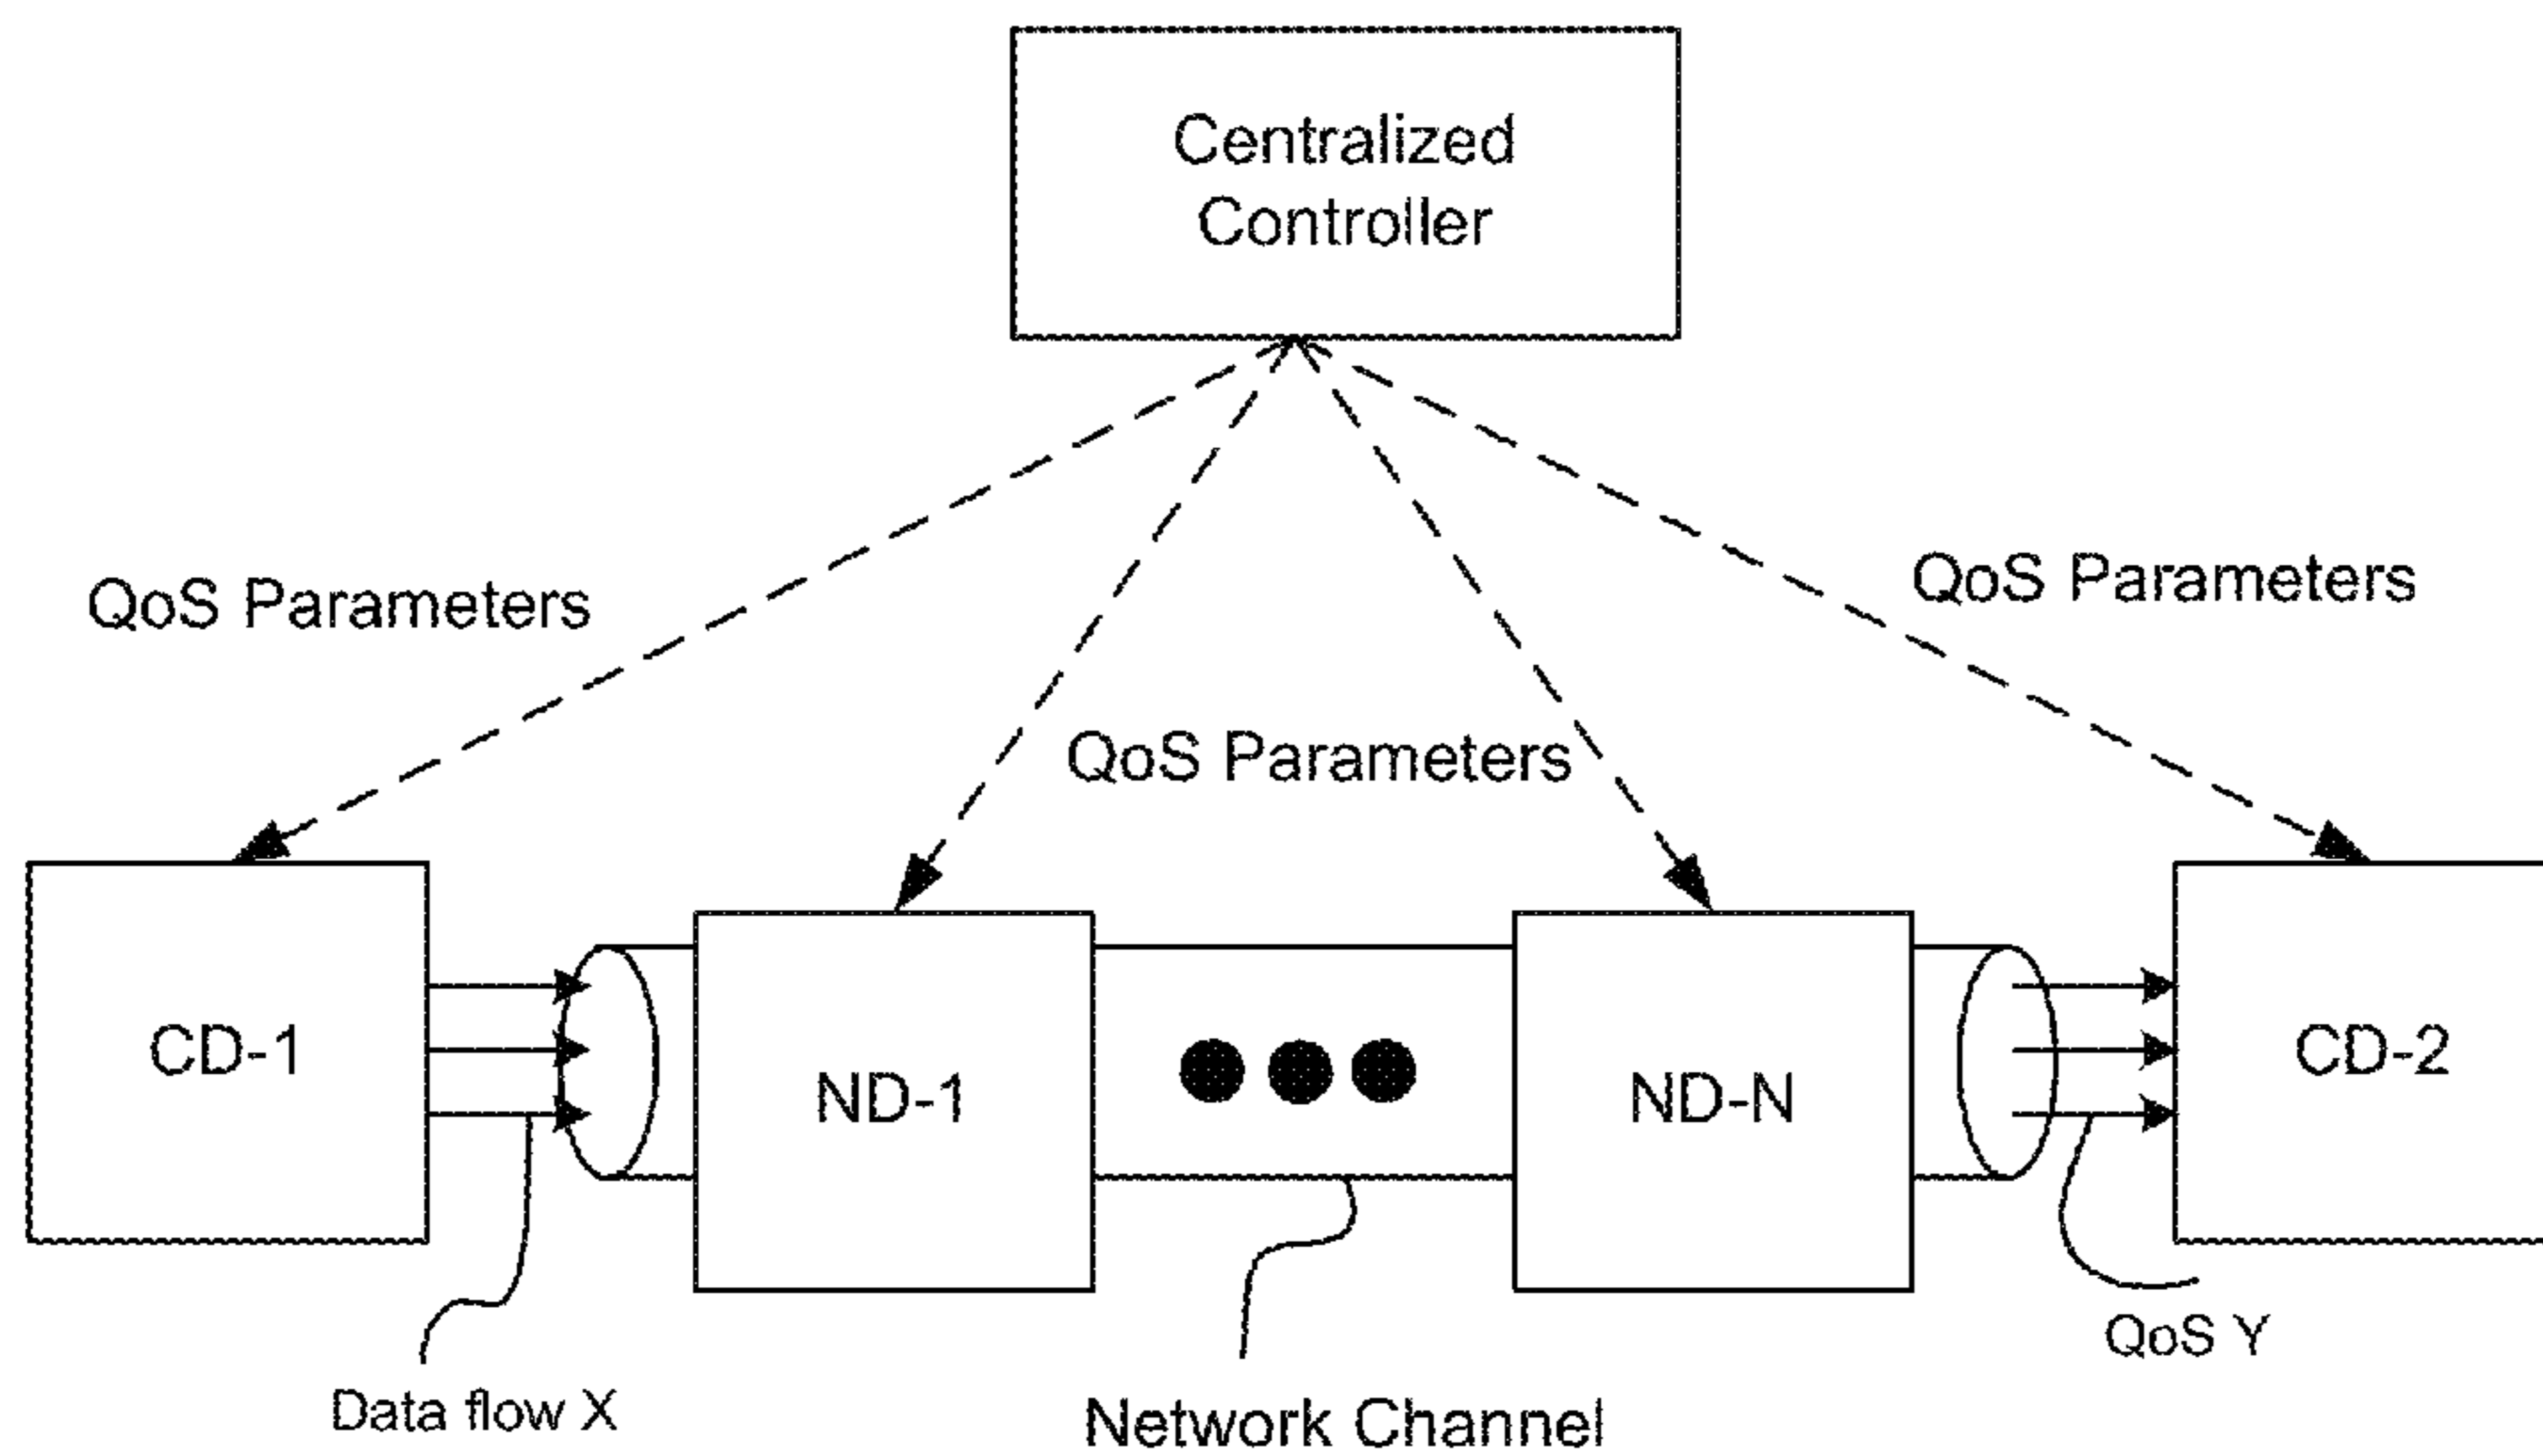 Centralized
Controller
QoS Parameters
QoS Parameters
QoS Parameters
CD-1
ND-1
ND-N
CD-2
Data flow X
Network Channel
QoS Y